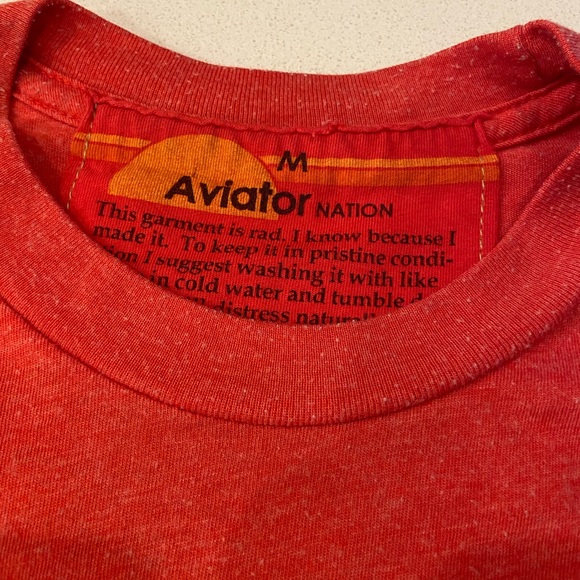 M
Aviator NATION
This garment is rad. I know because I
made it. To keep it in pristine condi-
I suggest washing it with like
in cold water and tumble
distress